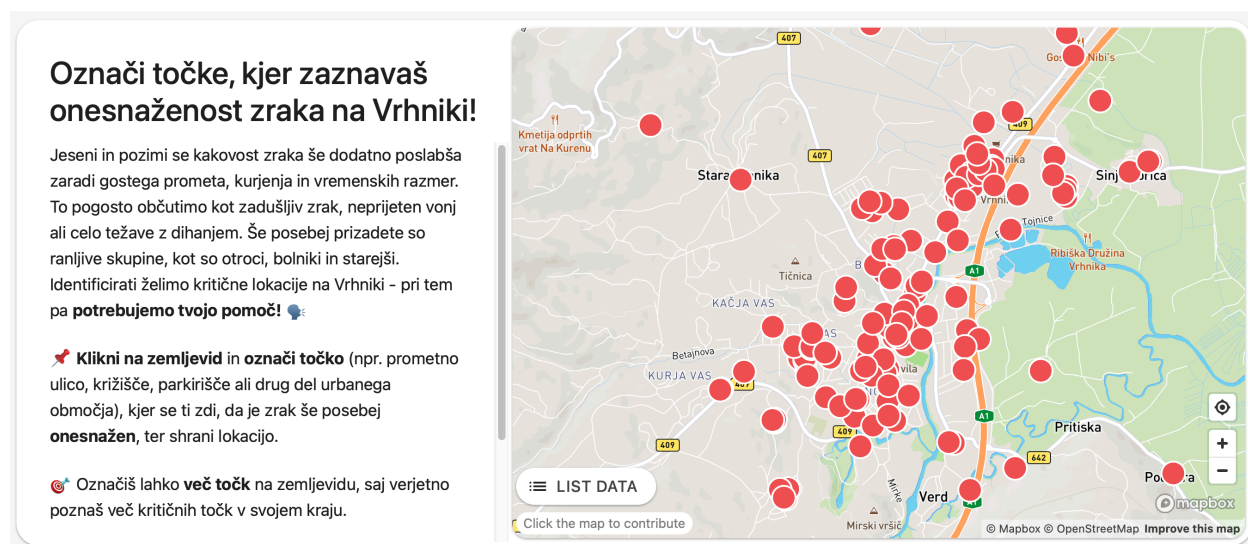 Označi točke, kjer zaznavaš
onesnaženost zraka na Vrhniki!
Jeseni in pozimi se kakovost zraka še dodatno poslabša
zaradi gostega prometa, kurjenja in vremenskih razmer.
To pogosto občutimo kot zadušljiv zrak, neprijeten vonj
ali celo težave z dihanjem. Še posebej prizadete so
ranljive skupine, kot so otroci, bolniki in starejši.
Identificirati želimo kritične lokacije na Vrhniki - pri tem
pa potrebujemo tvojo pomoč!
Klikni na zemljevid in označi točko (npr. prometno
ulico, križišče, parkirišče ali drug del urbanega
območja), kjer se ti zdi, da je zrak še posebej
onesnažen, ter shrani lokacijo.
Označiš lahko več točk na zemljevidu, saj verjetno
poznaš več kritičnih točk v svojem kraju.
407
Kmetija odprtih
vrat Na Kurenu
407
409
Tičnica
KAČJA VAS
Betajnova
KURJA VAS
407
409
409
A1
Ribiška Družina
Vrhnika
A1
Pritiska
642
Verd
Mirke
Mirski vršič
A1
LIST DATA
Click the map to contribute
+
−
mapbox
© Mapbox © OpenStreetMap Improve this map